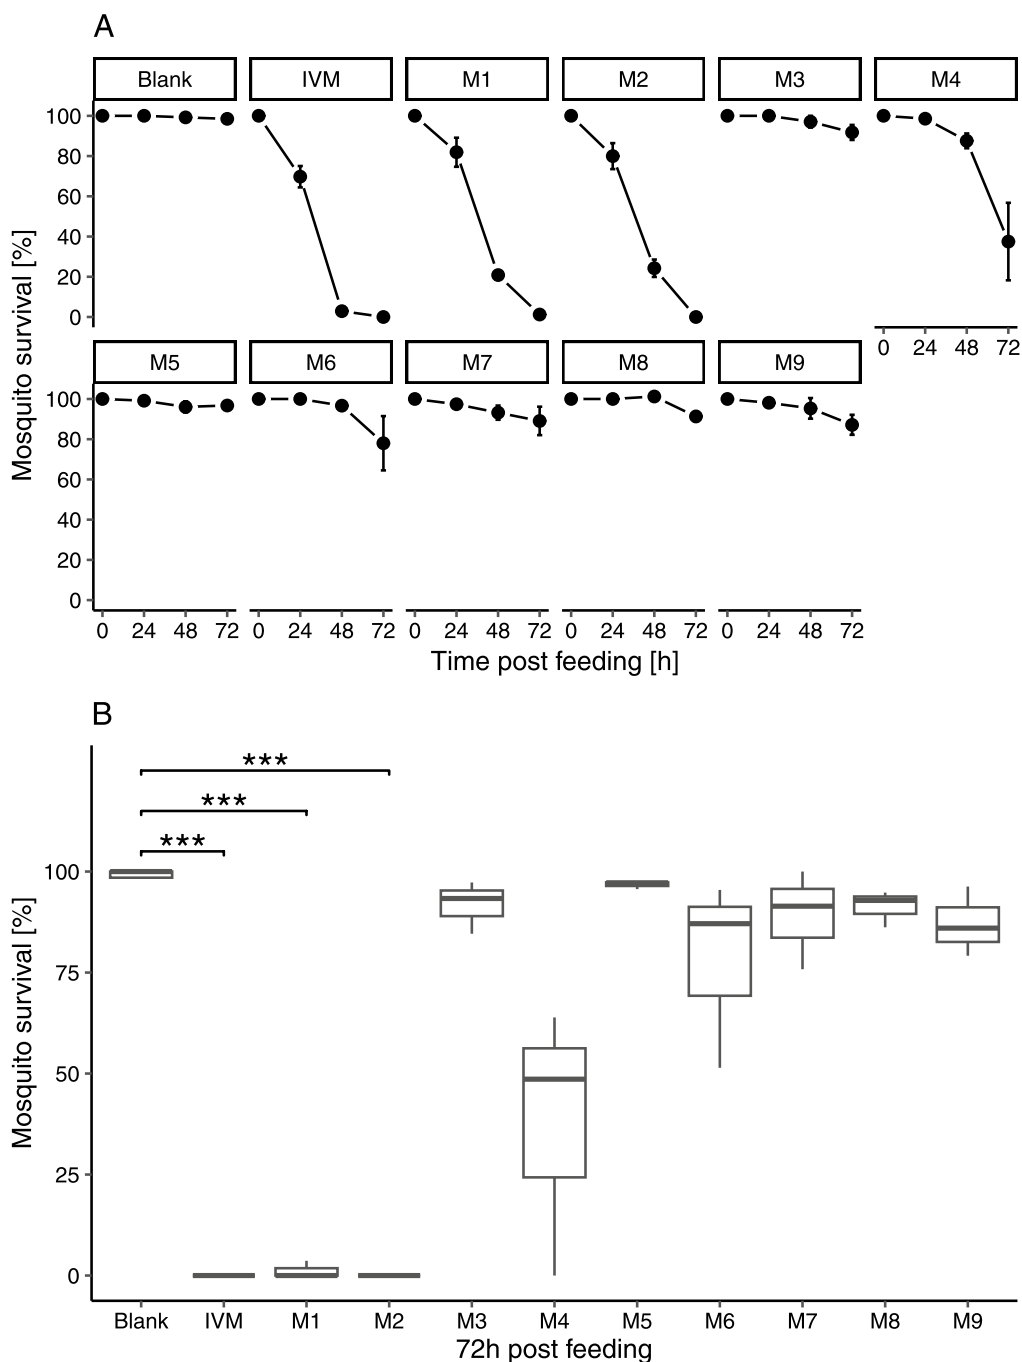 A
Blank IVM M1 M2 M3 M4
100
80
60
40
20
0
0 24 48 72
M5 M6 M7 M8 M9
100
80
60
40
20
0
0 24 48 72 0 24 48 72 0 24 48 72 0 24 48 72 0 24 48 72
Mosquito survival [%]
Time post feeding [h]
B
***
***
***
100
75
50
25
0
Mosquito survival [%]
Blank IVM M1 M2 M3 M4 M5 M6 M7 M8 M9
72h post feeding